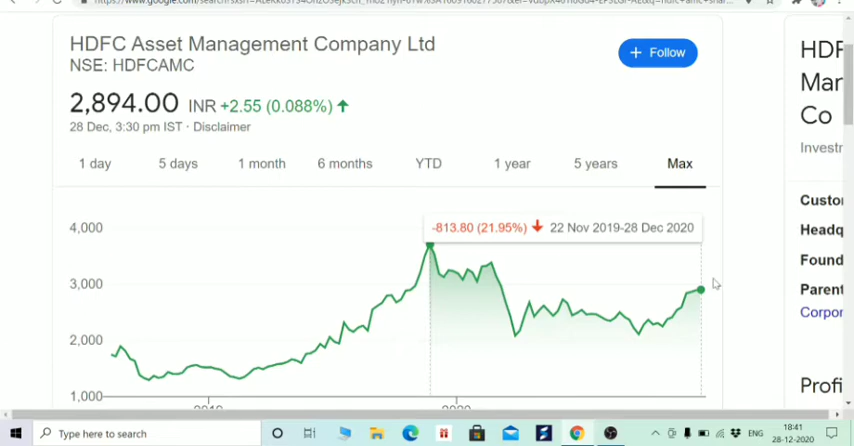 HDFC Asset Management Company Ltd
NSE: HDFCAMC
+ Follow
2,894.00 INR +2.55 (0.088%)
28 Dec, 3:30 pm IST · Disclaimer
1 day 5 days 1 month 6 months YTD 1 year 5 years Max
-813.80 (21.95%) 22 Nov 2019-28 Dec 2020
4,000
3,000
2,000
1,000
HDF
Mar
Co
Investr
Custo
Headq
Found
Parent
Corpor
Profi
Type here to search
ENG
18:41
28-12-2020